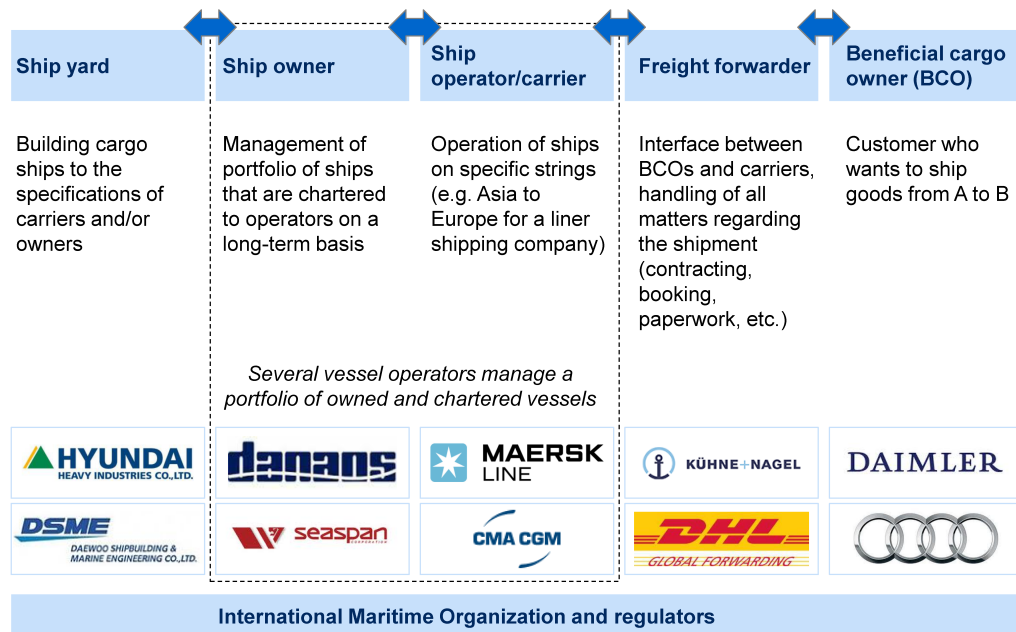 Ship yard
Ship owner
Ship
operator/carrier
Freight forwarder
Beneficial cargo
owner (BCO)
Building cargo
ships to the
specifications of
carriers and/or
owners
Management of
portfolio of ships
that are chartered
to operators on a
long-term basis
Operation of ships
on specific strings
(e.g. Asia to
Europe for a liner
shipping company)
Interface between
BCOs and carriers,
handling of all
matters regarding
the shipment
(contracting,
booking,
paperwork, etc.)
Customer who
wants to ship
goods from A to B
Several vessel operators manage a
portfolio of owned and chartered vessels
HYUNDAI
HEAVY INDUSTRIES CO.,LTD.
danaos
MAERSK
LINE
KÜHNE+NAGEL
DAIMLER
DSME
DAEWOO SHIPBUILDING &
MARINE ENGINEERING CO.,LTD.
seaspan
CORPORATION
CMA CGM
DHL
GLOBAL FORWARDING
International Maritime Organization and regulators